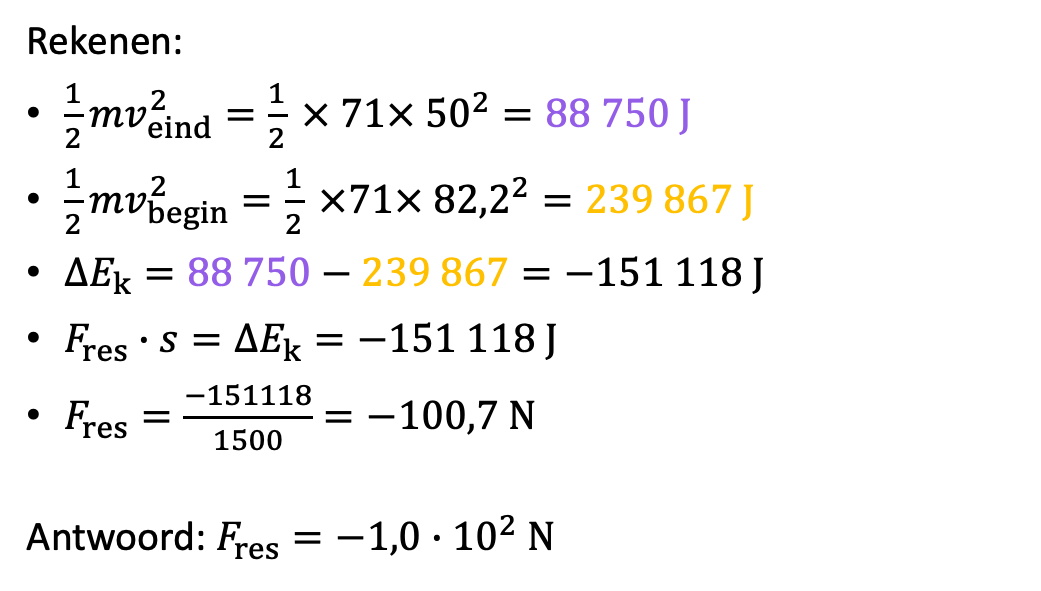 Rekenen:
• ½mv²eind = ½ × 71× 50² = 88 750 J
• ½mv²begin = ½ ×71× 82,2² = 239 867 J
• ΔEk = 88 750 − 239 867 = −151 118 J
• Fres · s = ΔEk = −151 118 J
• Fres = −151118/1500 = −100,7 N
Antwoord: Fres = −1,0 · 10² N